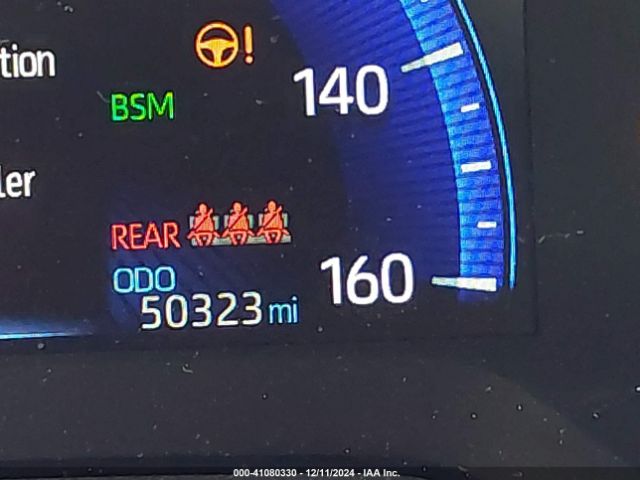 tion
!
140
BSM
ler
REAR
160
ODO
50323 mi
000-41080330 - 12/11/2024 - IAA Inc.